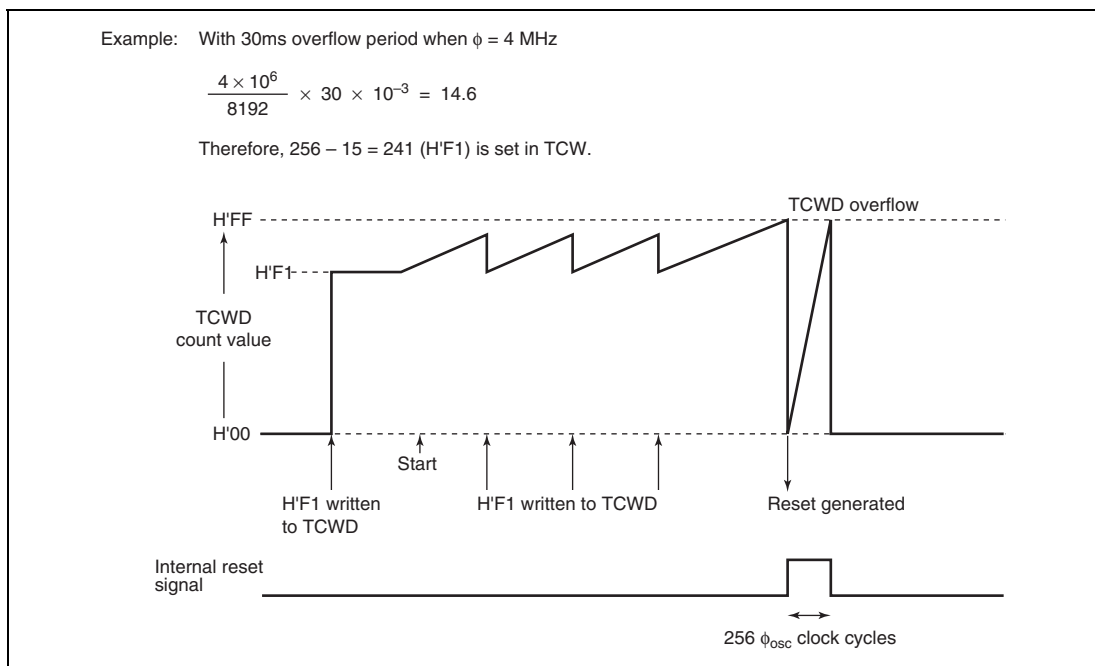 Example: With 30ms overflow period when φ = 4 MHz
4 × 10⁶
8192
× 30 × 10⁻³ = 14.6
Therefore, 256 – 15 = 241 (H'F1) is set in TCW.
TCWD overflow
H'FF
H'F1
TCWD
count value
H'00
Start
H'F1 written
to TCWD
H'F1 written to TCWD
Reset generated
Internal reset
signal
256 φosc clock cycles